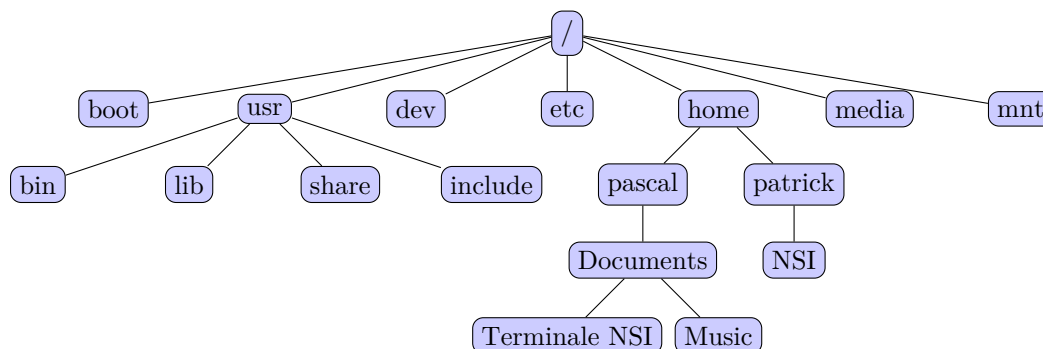 /
boot usr dev etc home media mnt
bin lib share include pascal patrick
Documents NSI
Terminale NSI Music